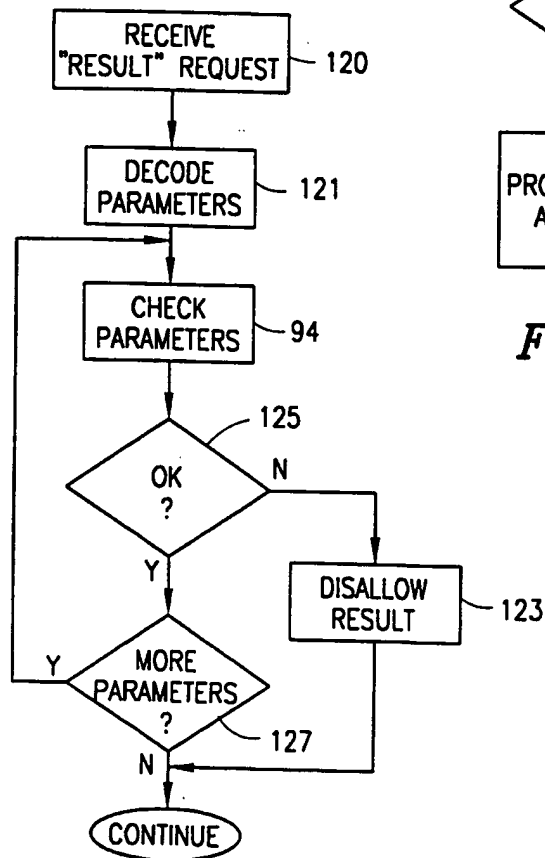 RECEIVE
"RESULT" REQUEST
120
DECODE
PARAMETERS
121
CHECK
PARAMETERS
94
125
OK
?
N
Y
DISALLOW
RESULT
123
MORE
PARAMETERS
?
Y
127
N
CONTINUE
PRO
A
F